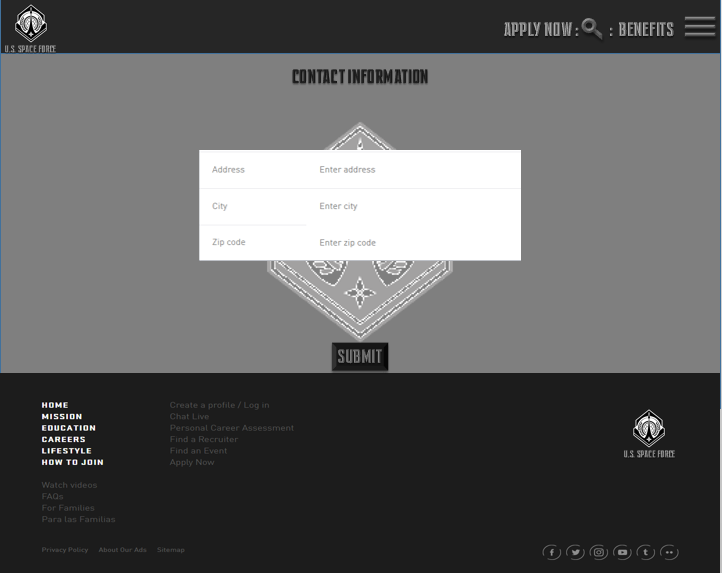 U.S. SPACE FORCE
APPLY NOW : : BENEFITS
CONTACT INFORMATION
Address Enter address
City Enter city
Zip code Enter zip code
SUBMIT
HOME
MISSION
EDUCATION
CAREERS
LIFESTYLE
HOW TO JOIN
Watch videos
FAQs
For Families
Para las Familias
Create a profile / Log in
Chat Live
Personal Career Assessment
Find a Recruiter
Find an Event
Apply Now
U.S. SPACE FORCE
Privacy Policy About Our Ads Sitemap